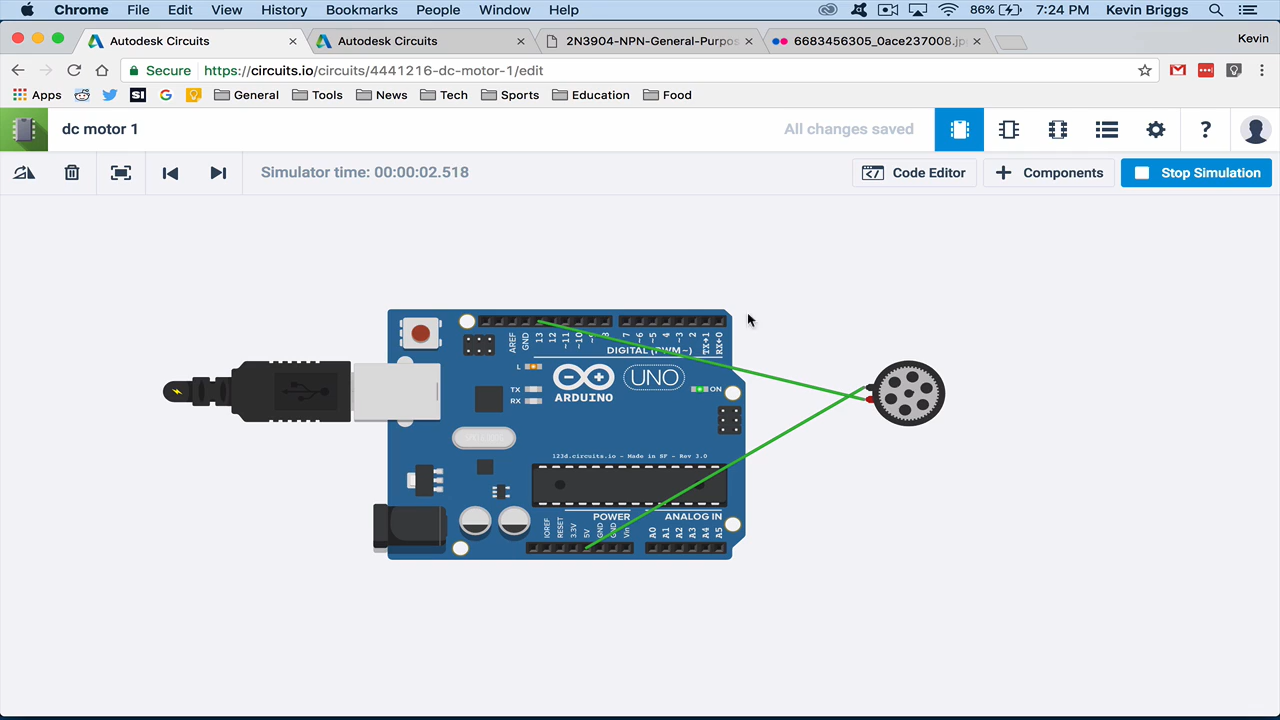 Chrome File Edit View History Bookmarks People Window Help 86% 7:24 PM Kevin Briggs
Autodesk Circuits Autodesk Circuits 2N3904-NPN-General-Purpos 6683456305_0ace237008.jp Kevin
Secure https://circuits.io/circuits/4441216-dc-motor-1/edit
Apps SI General Tools News Tech Sports Education Food
dc motor 1 All changes saved ?
Simulator time: 00:00:02.518 Code Editor Components Stop Simulation
AREF GND 13 12 ~11 ~10 ~9 8 7 ~6 ~5 4 ~3 2 TX→1 RX←0
DIGITAL (PWM~)
L
UNO
TX ON
ARDUINO
RX
123d.circuits.io - Made in SF - Rev 3.0
POWER ANALOG IN
IOREF RESET 3.3V 5V GND GND Vin A0 A1 A2 A3 A4 A5